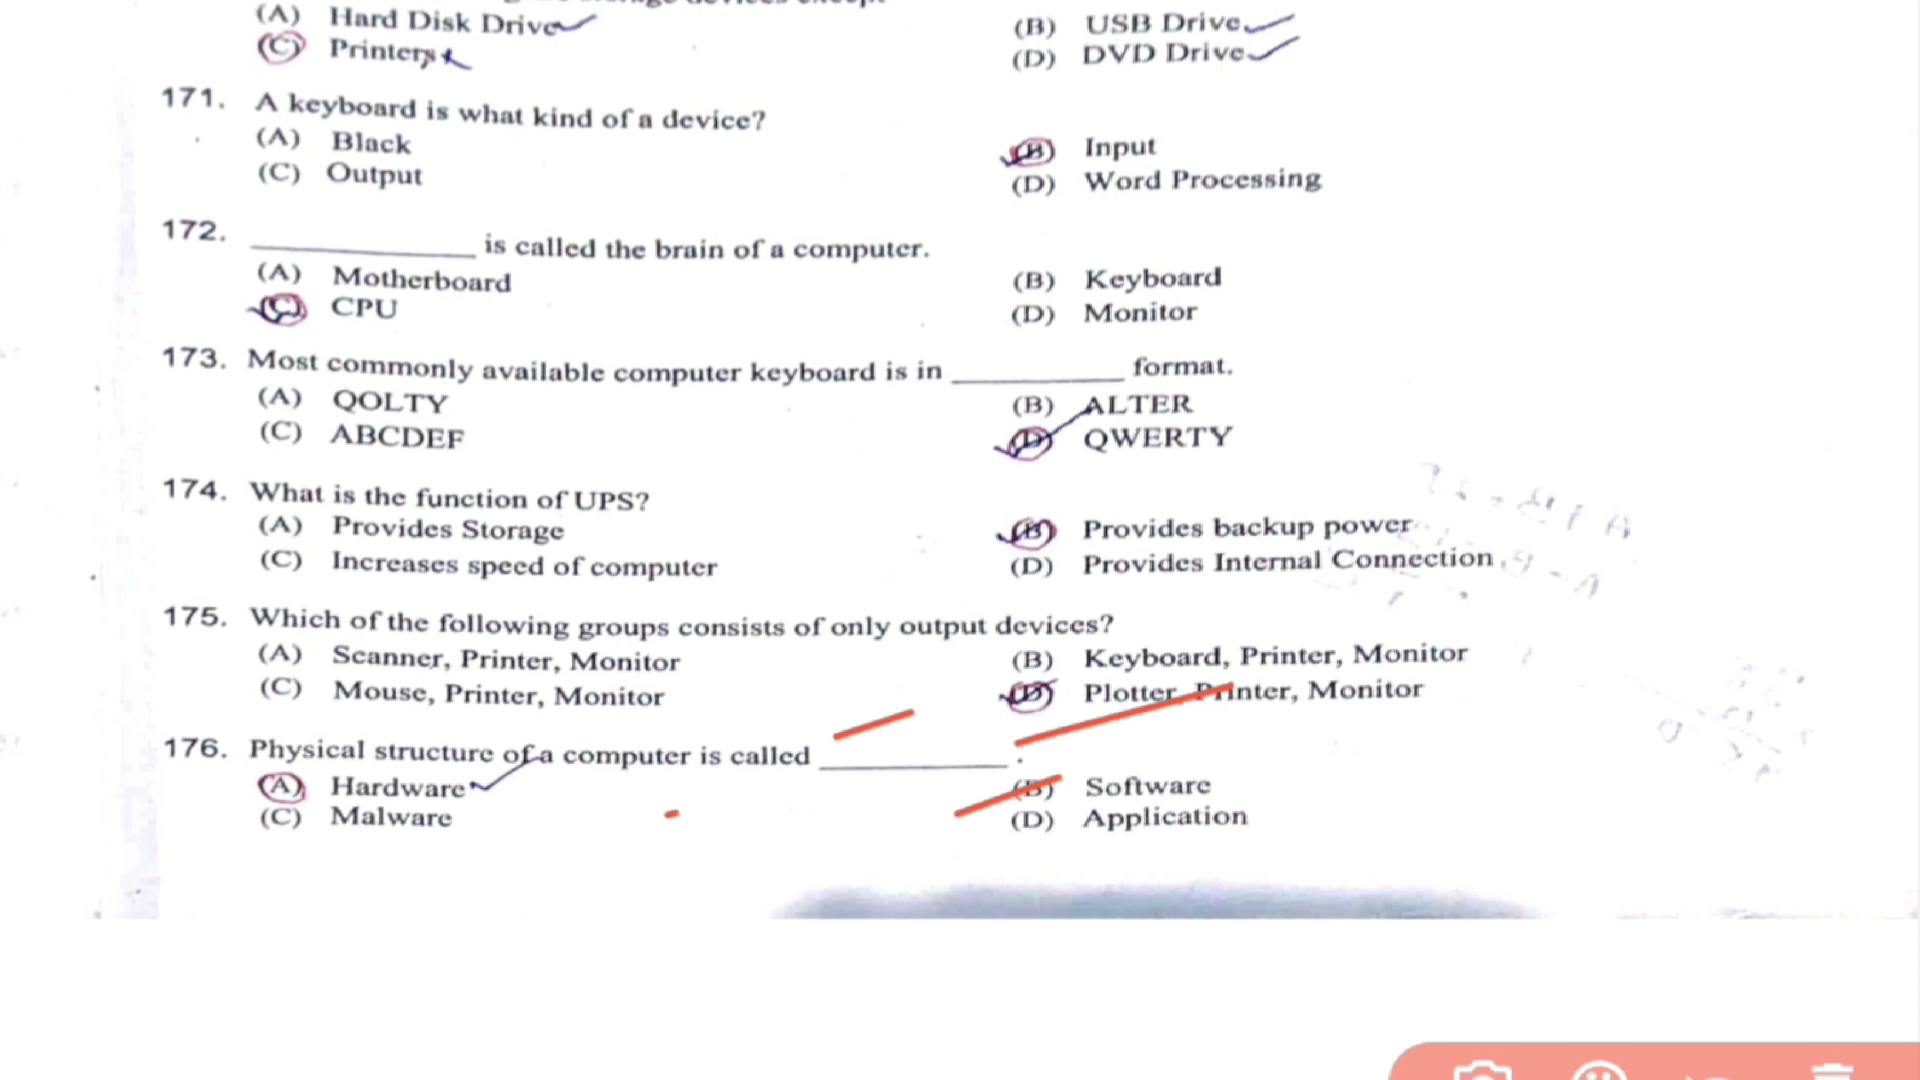 (A) Hard Disk Drive
(B) USB Drive
(C) Printers
(D) DVD Drive
171. A keyboard is what kind of a device?
(A) Black
(B) Input
(C) Output
(D) Word Processing
172. ____________ is called the brain of a computer.
(A) Motherboard
(B) Keyboard
(C) CPU
(D) Monitor
173. Most commonly available computer keyboard is in __________ format.
(A) QOLTY
(B) ALTER
(C) ABCDEF
(D) QWERTY
174. What is the function of UPS?
(A) Provides Storage
(B) Provides backup power
(C) Increases speed of computer
(D) Provides Internal Connection
175. Which of the following groups consists of only output devices?
(A) Scanner, Printer, Monitor
(B) Keyboard, Printer, Monitor
(C) Mouse, Printer, Monitor
(D) Plotter, Printer, Monitor
176. Physical structure of a computer is called ___________ .
(A) Hardware
(B) Software
(C) Malware
(D) Application